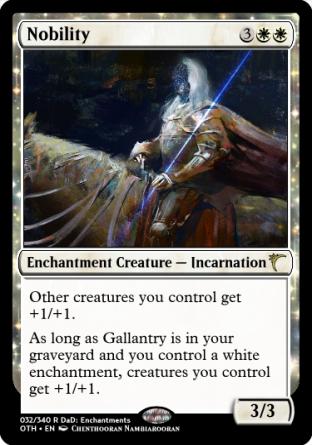 Nobility 3
Enchantment Creature — Incarnation
Other creatures you control get
+1/+1.
As long as Gallantry is in your
graveyard and you control a white
enchantment, creatures you control
get +1/+1.
032/340 R DaD: Enchantments
OTH • EN CHENTHOORAN NAMBIAROORAN
3/3